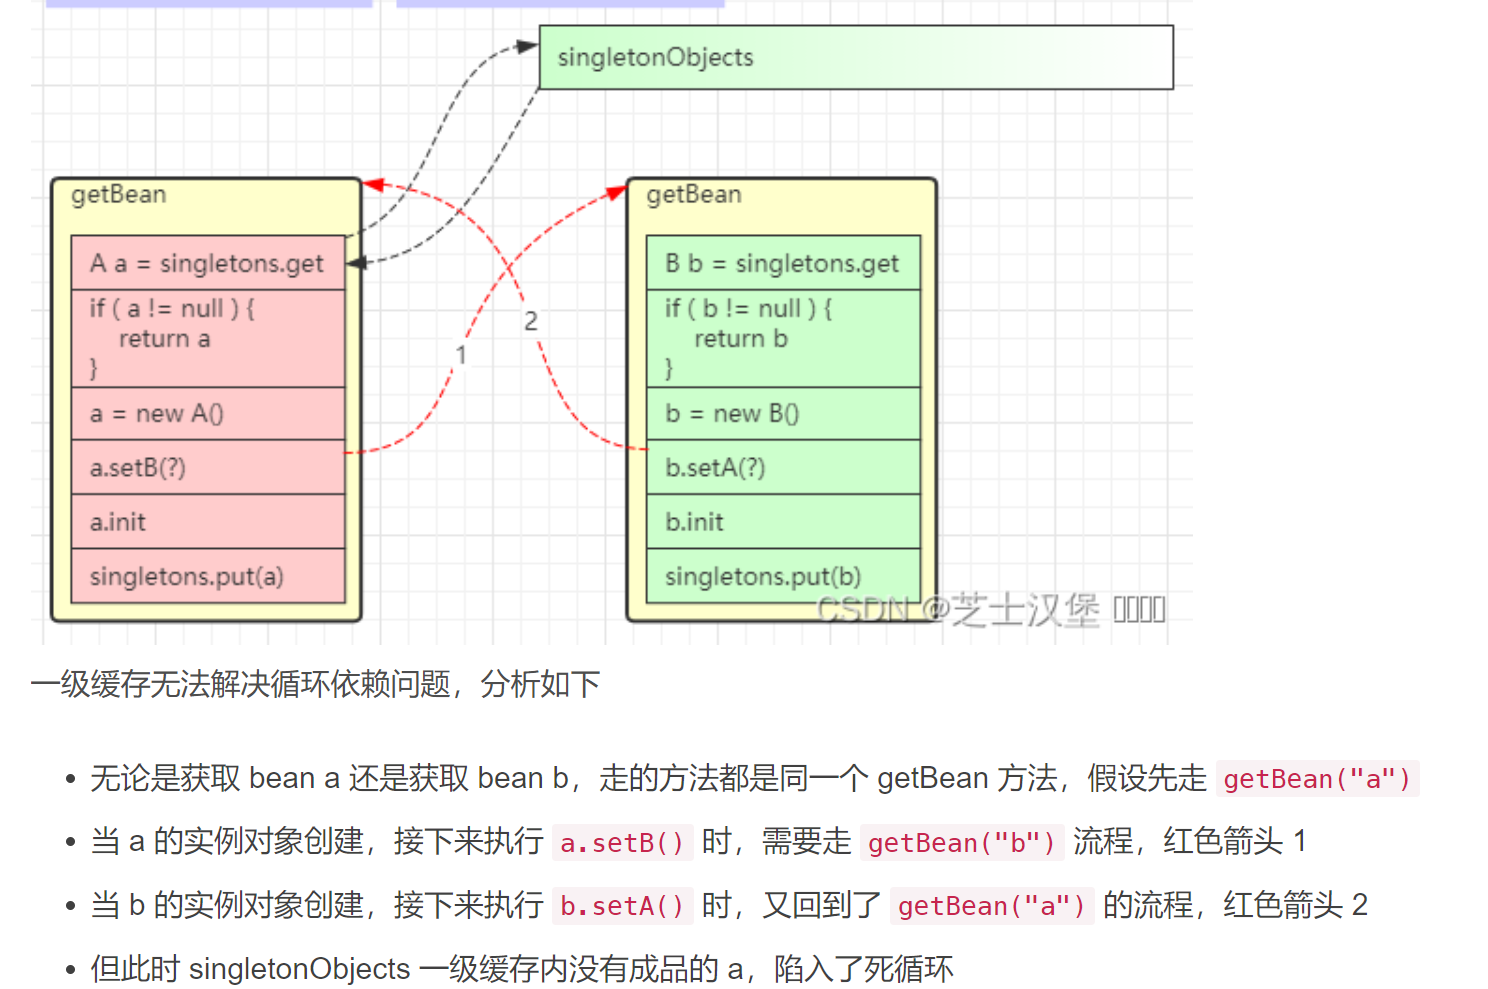 singletonObjects
getBean
A a = singletons.get
if ( a != null ) {
return a
}
a = new A()
a.setB(?)
a.init
singletons.put(a)
1
2
getBean
B b = singletons.get
if ( b != null ) {
return b
}
b = new B()
b.setA(?)
b.init
singletons.put(b)
CSDN @芝士汉堡
一级缓存无法解决循环依赖问题，分析如下
• 无论是获取 bean a 还是获取 bean b，走的方法都是同一个 getBean 方法，假设先走 getBean("a")
• 当 a 的实例对象创建，接下来执行 a.setB() 时，需要走 getBean("b") 流程，红色箭头 1
• 当 b 的实例对象创建，接下来执行 b.setA() 时，又回到了 getBean("a") 的流程，红色箭头 2
• 但此时 singletonObjects 一级缓存内没有成品的 a，陷入了死循环